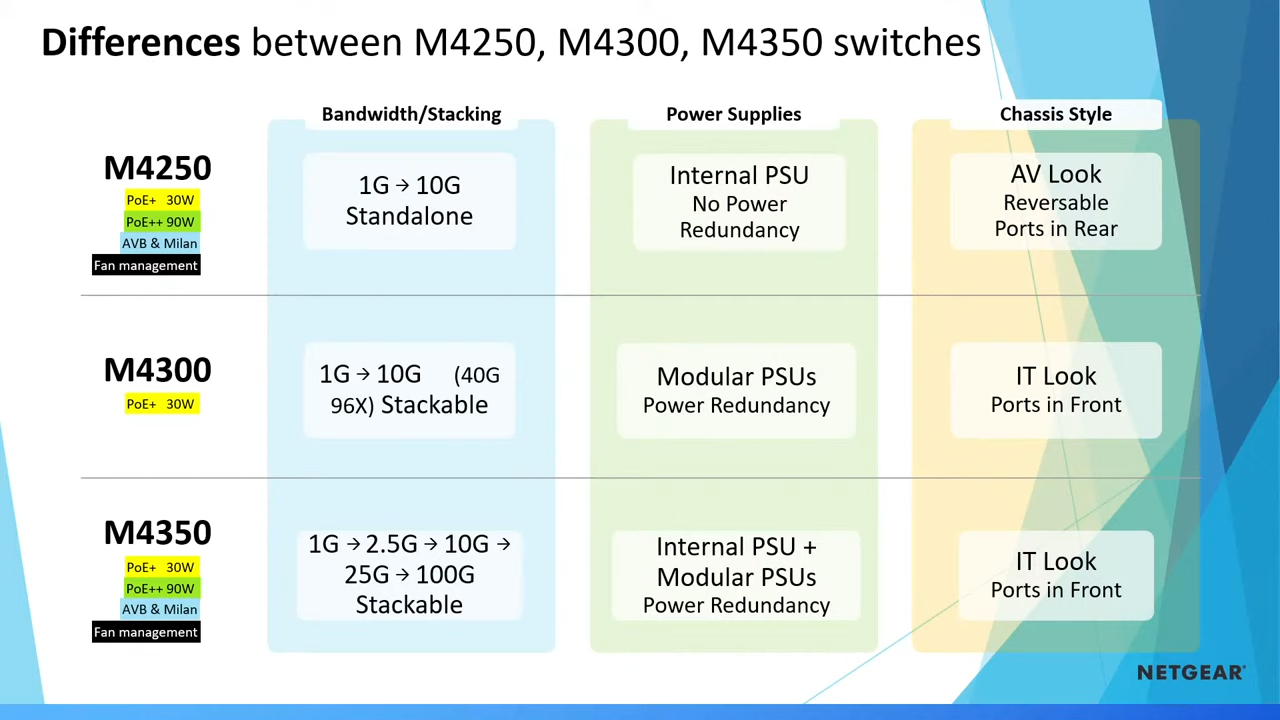 Differences between M4250, M4300, M4350 switches
Bandwidth/Stacking
Power Supplies
Chassis Style
M4250
PoE+ 30W
PoE++ 90W
AVB & Milan
Fan management
1G → 10G
Standalone
Internal PSU
No Power
Redundancy
AV Look
Reversable
Ports in Rear
M4300
PoE+ 30W
1G → 10G (40G
96X) Stackable
Modular PSUs
Power Redundancy
IT Look
Ports in Front
M4350
PoE+ 30W
PoE++ 90W
AVB & Milan
Fan management
1G → 2.5G → 10G →
25G → 100G
Stackable
Internal PSU +
Modular PSUs
Power Redundancy
IT Look
Ports in Front
NETGEAR®